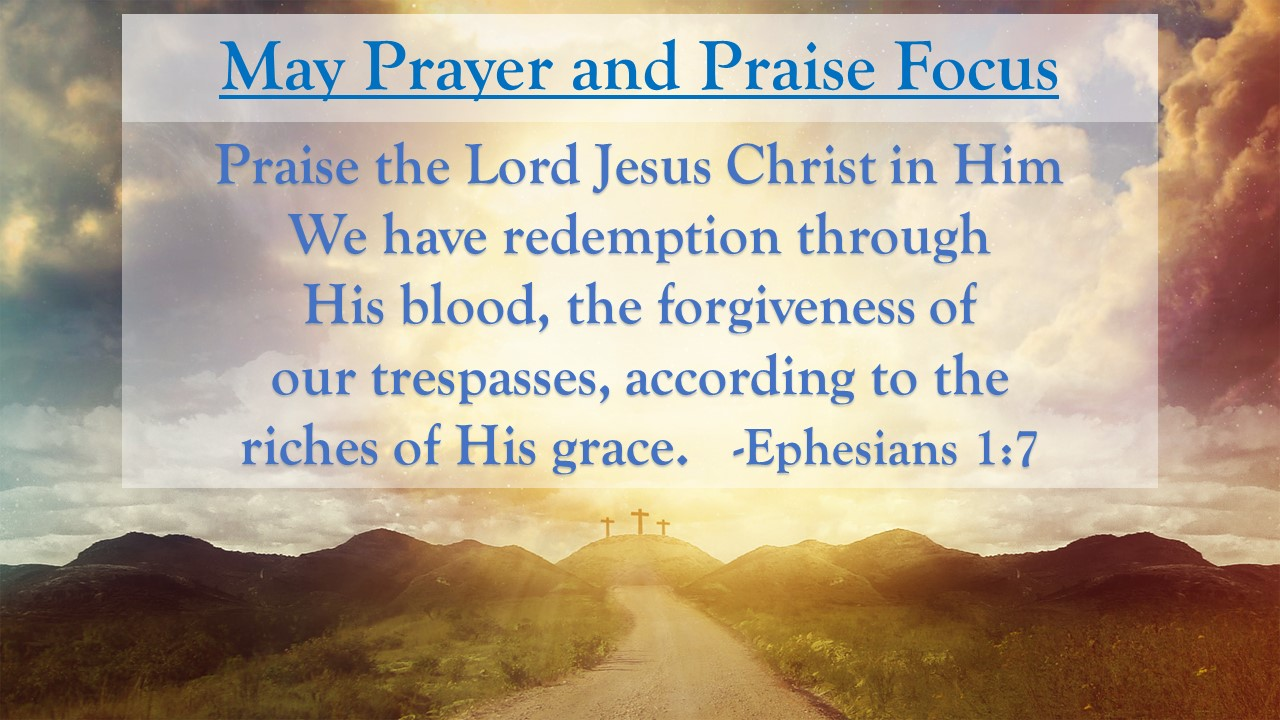 May Prayer and Praise Focus
Praise the Lord Jesus Christ in Him
We have redemption through
His blood, the forgiveness of
our trespasses, according to the
riches of His grace. -Ephesians 1:7